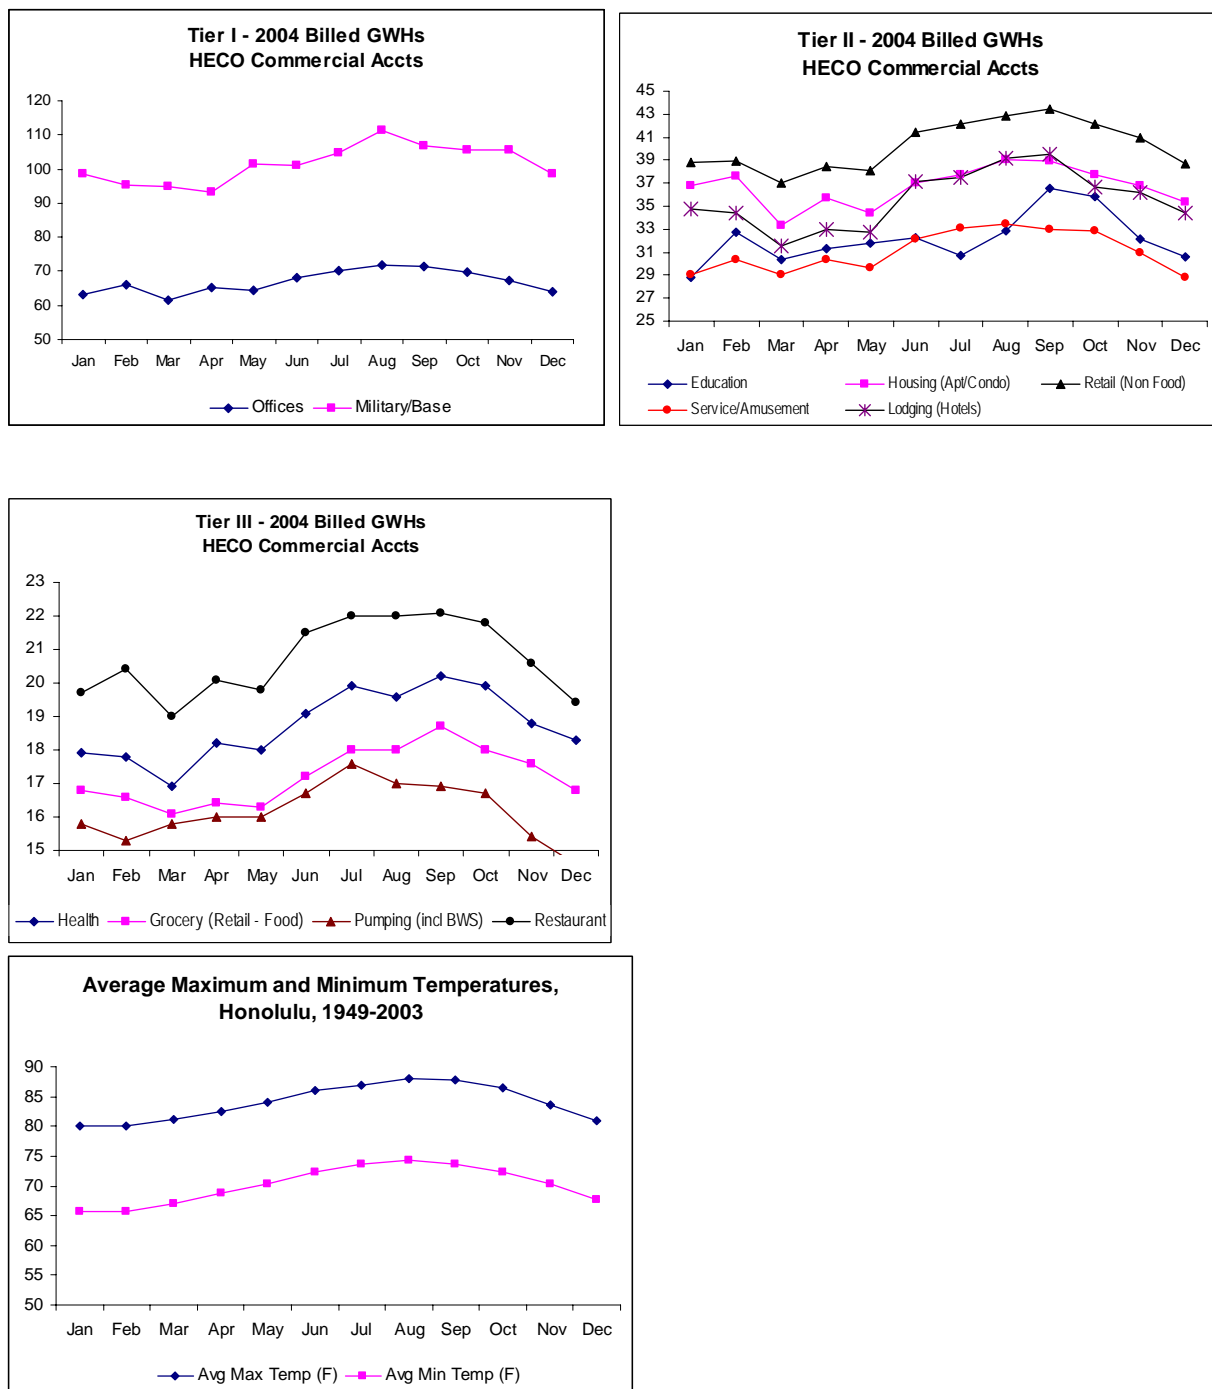 Tier I - 2004 Billed GWHs
HECO Commercial Accts
120
110
100
90
80
70
60
50
Jan Feb Mar Apr May Jun Jul Aug Sep Oct Nov Dec
Offices Military/Base
Tier II - 2004 Billed GWHs
HECO Commercial Accts
45
43
41
39
37
35
33
31
29
27
25
Jan Feb Mar Apr May Jun Jul Aug Sep Oct Nov Dec
Education Housing (Apt/Condo) Retail (Non Food)
Service/Amusement Lodging (Hotels)
Tier III - 2004 Billed GWHs
HECO Commercial Accts
23
22
21
20
19
18
17
16
15
Jan Feb Mar Apr May Jun Jul Aug Sep Oct Nov Dec
Health Grocery (Retail - Food) Pumping (incl BWS) Restaurant
Average Maximum and Minimum Temperatures,
Honolulu, 1949-2003
90
85
80
75
70
65
60
55
50
Jan Feb Mar Apr May Jun Jul Aug Sep Oct Nov Dec
Avg Max Temp (F) Avg Min Temp (F)